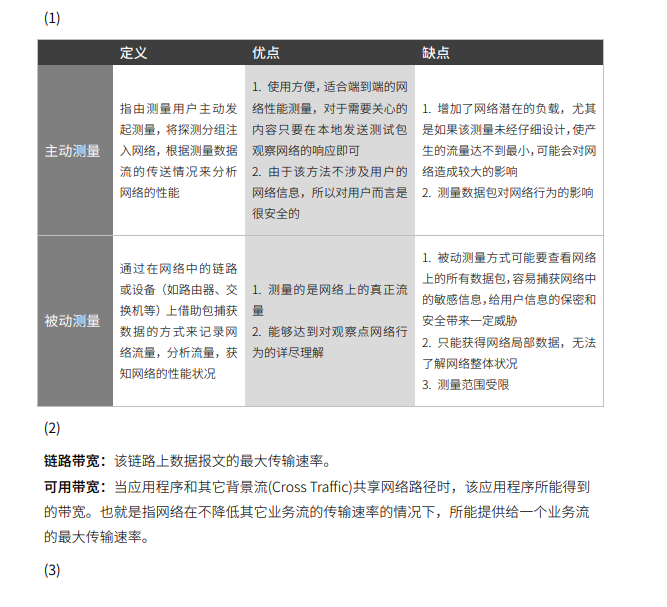 (1)
定义
优点
缺点
主动测量
指由测量用户主动发
起测量，将探测分组注
入网络，根据测量数据
流的传送情况来分析
网络的性能
1. 使用方便，适合端到端的网
络性能测量，对于需要关心的
内容只要在本地发送测试包
观察网络的响应即可
2. 由于该方法不涉及用户的
网络信息，所以对用户而言是
很安全的
1. 增加了网络潜在的负载，尤其
是如果该测量未经仔细设计，使产
生的流量达不到最小，可能会对网
络造成较大的影响
2. 测量数据包对网络行为的影响
被动测量
通过在网络中的链路
或设备（如路由器、交
换机等）上借助包捕获
数据的方式来记录网
络流量，分析流量，获
知网络的性能状况
1. 测量的是网络上的真正流
量
2. 能够达到对观察点网络行
为的详尽理解
1. 被动测量方式可能要查看网络
上的所有数据包，容易捕获网络中
的敏感信息，给用户信息的保密和
安全带来一定威胁
2. 只能获得网络局部数据，无法
了解网络整体状况
3. 测量范围受限
(2)
链路带宽：该链路上数据报文的最大传输速率。
可用带宽：当应用程序和其它背景流(Cross Traffic)共享网络路径时，该应用程序所能得到
的带宽。也就是指网络在不降低其它业务流的传输速率的情况下，所能提供给一个业务流
的最大传输速率。
(3)